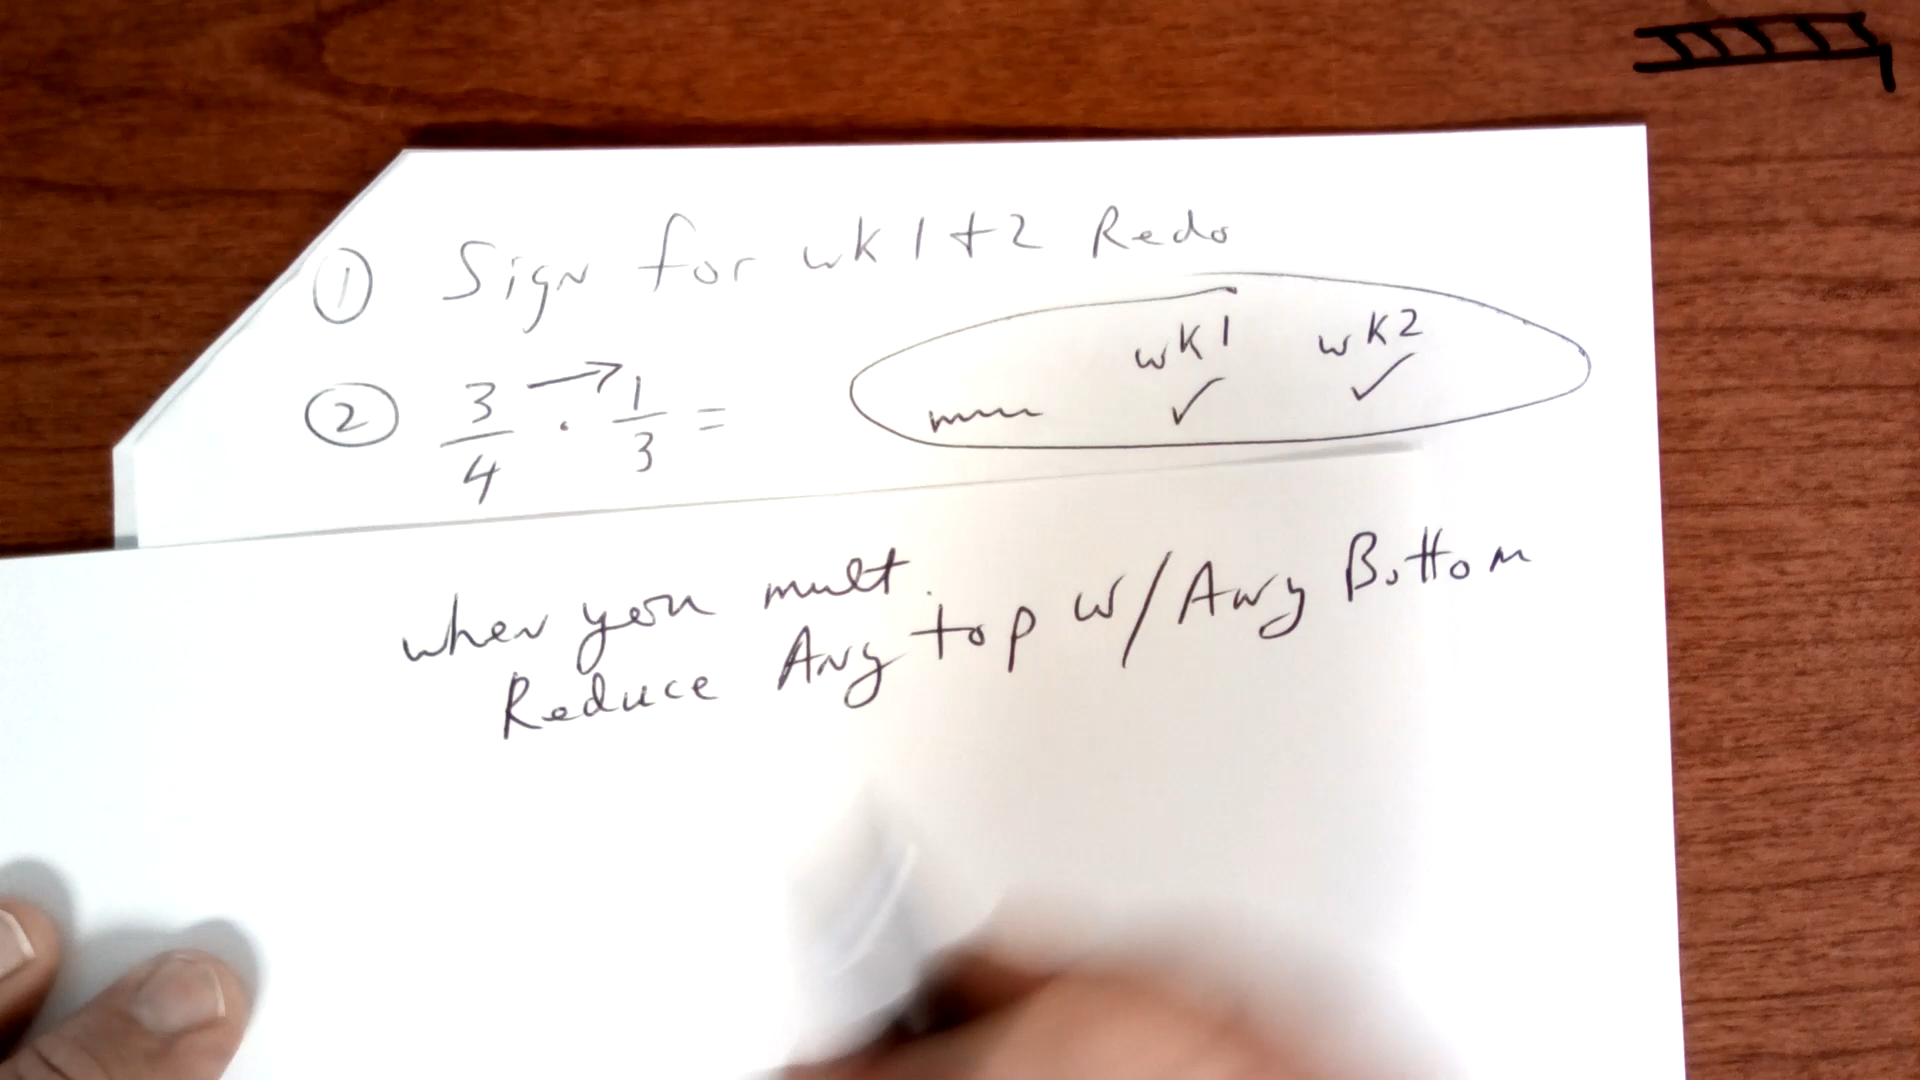 ① Sign for wk 1+2 Redo
wk1 wk2
✓ ✓
② 3/4 · 1/3 =
when you mult.
Reduce Any top w/ Any Bottom